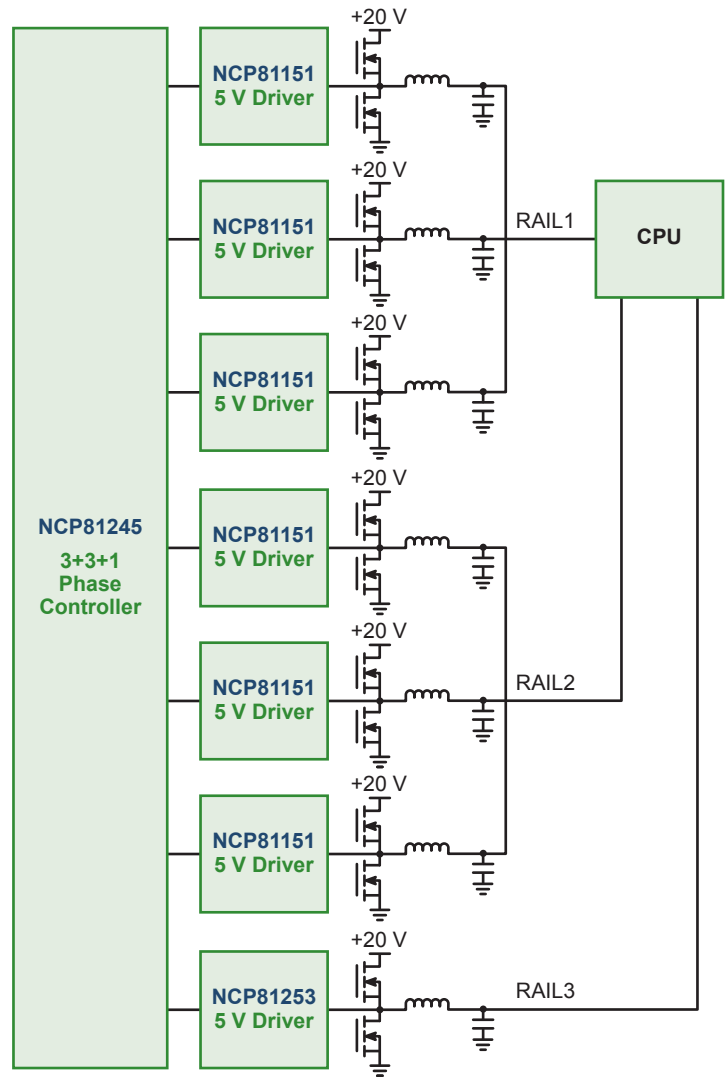 +20 V
NCP81151
5 V Driver
+20 V
NCP81151
5 V Driver
RAIL1
CPU
+20 V
NCP81151
5 V Driver
+20 V
NCP81151
5 V Driver
NCP81245
3+3+1
Phase
Controller
+20 V
NCP81151
5 V Driver
RAIL2
+20 V
NCP81151
5 V Driver
+20 V
NCP81253
5 V Driver
RAIL3